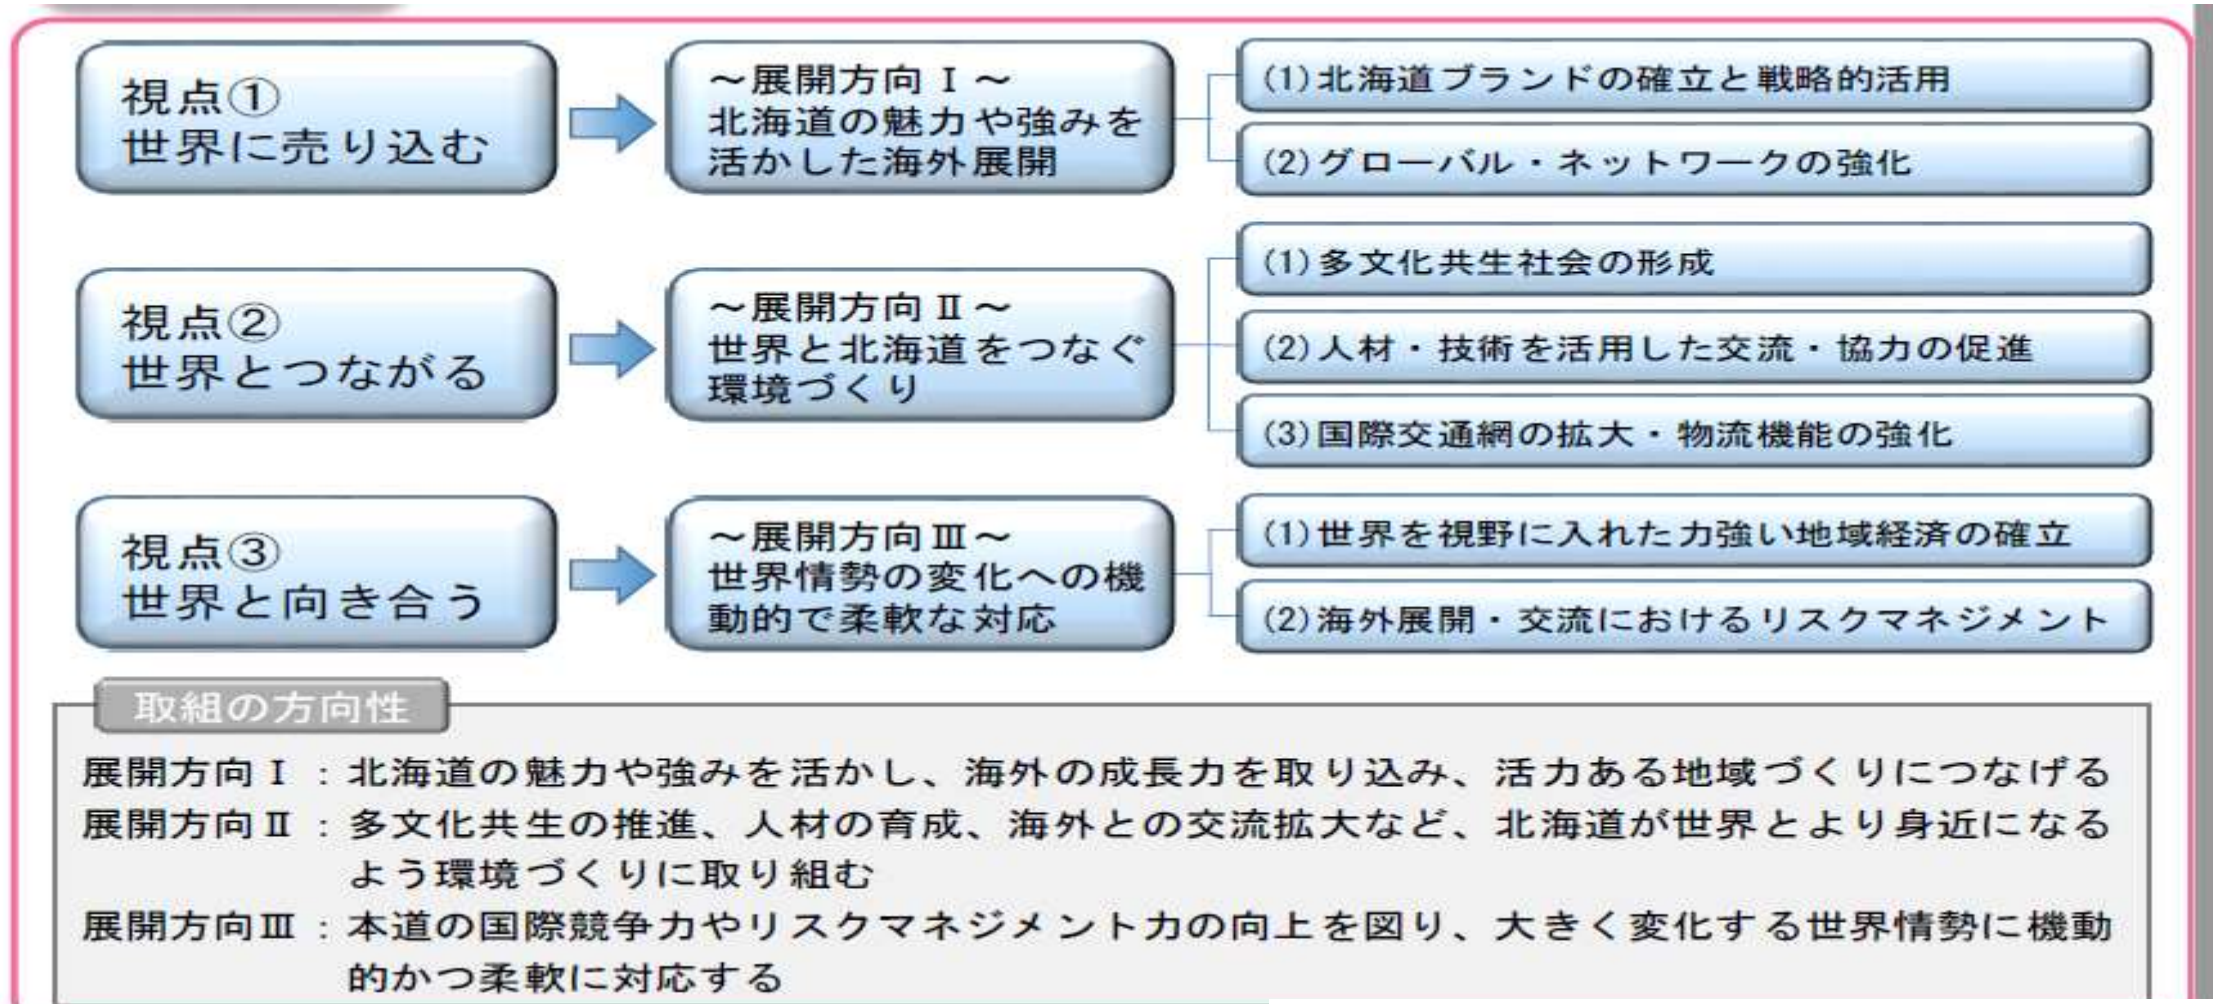 視点①
世界に売り込む
～展開方向Ⅰ～
北海道の魅力や強みを
活かした海外展開
(1)北海道ブランドの確立と戦略的活用
(2)グローバル・ネットワークの強化
視点②
世界とつながる
～展開方向Ⅱ～
世界と北海道をつなぐ
環境づくり
(1)多文化共生社会の形成
(2)人材・技術を活用した交流・協力の促進
(3)国際交通網の拡大・物流機能の強化
視点③
世界と向き合う
～展開方向Ⅲ～
世界情勢の変化への機
動的で柔軟な対応
(1)世界を視野に入れた力強い地域経済の確立
(2)海外展開・交流におけるリスクマネジメント
取組の方向性
展開方向Ⅰ：北海道の魅力や強みを活かし、海外の成長力を取り込み、活力ある地域づくりにつなげる
展開方向Ⅱ：多文化共生の推進、人材の育成、海外との交流拡大など、北海道が世界とより身近になる
よう環境づくりに取り組む
展開方向Ⅲ：本道の国際競争力やリスクマネジメント力の向上を図り、大きく変化する世界情勢に機動
的かつ柔軟に対応する